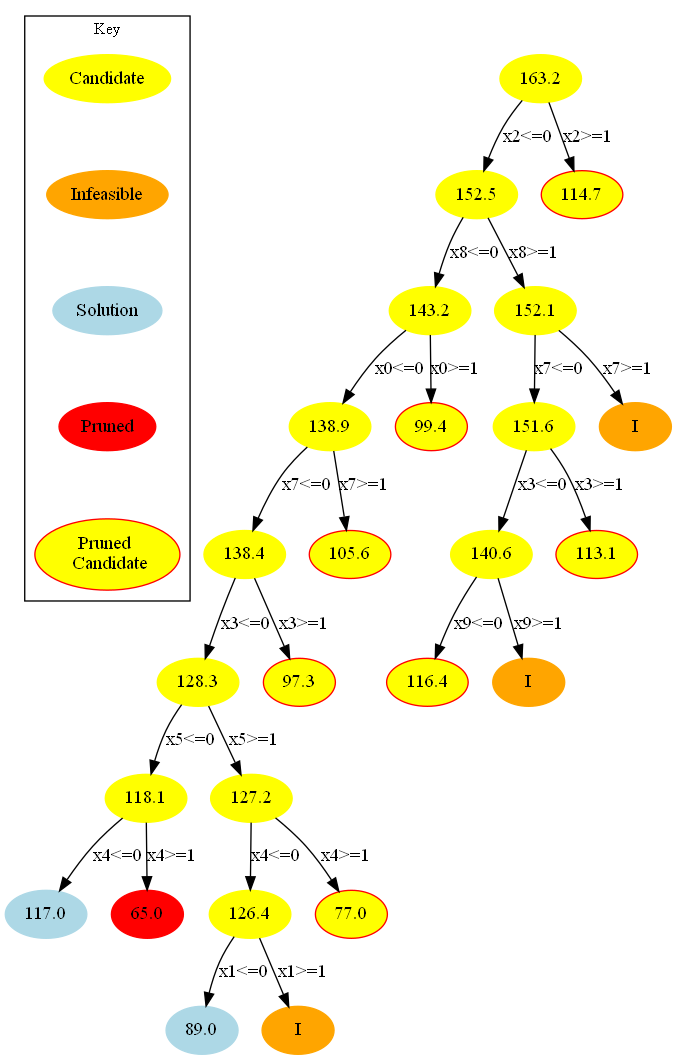 Key
Candidate
Infeasible
Solution
Pruned
Pruned
Candidate
163.2
x2<=0
x2>=1
152.5
114.7
x8<=0
x8>=1
143.2
152.1
x0<=0
x0>=1
x7<=0
x7>=1
138.9
99.4
151.6
I
x7<=0
x7>=1
x3<=0
x3>=1
138.4
105.6
140.6
113.1
x3<=0
x3>=1
x9<=0
x9>=1
128.3
97.3
116.4
I
x5<=0
x5>=1
118.1
127.2
x4<=0
x4>=1
x4<=0
x4>=1
117.0
65.0
126.4
77.0
x1<=0
x1>=1
89.0
I